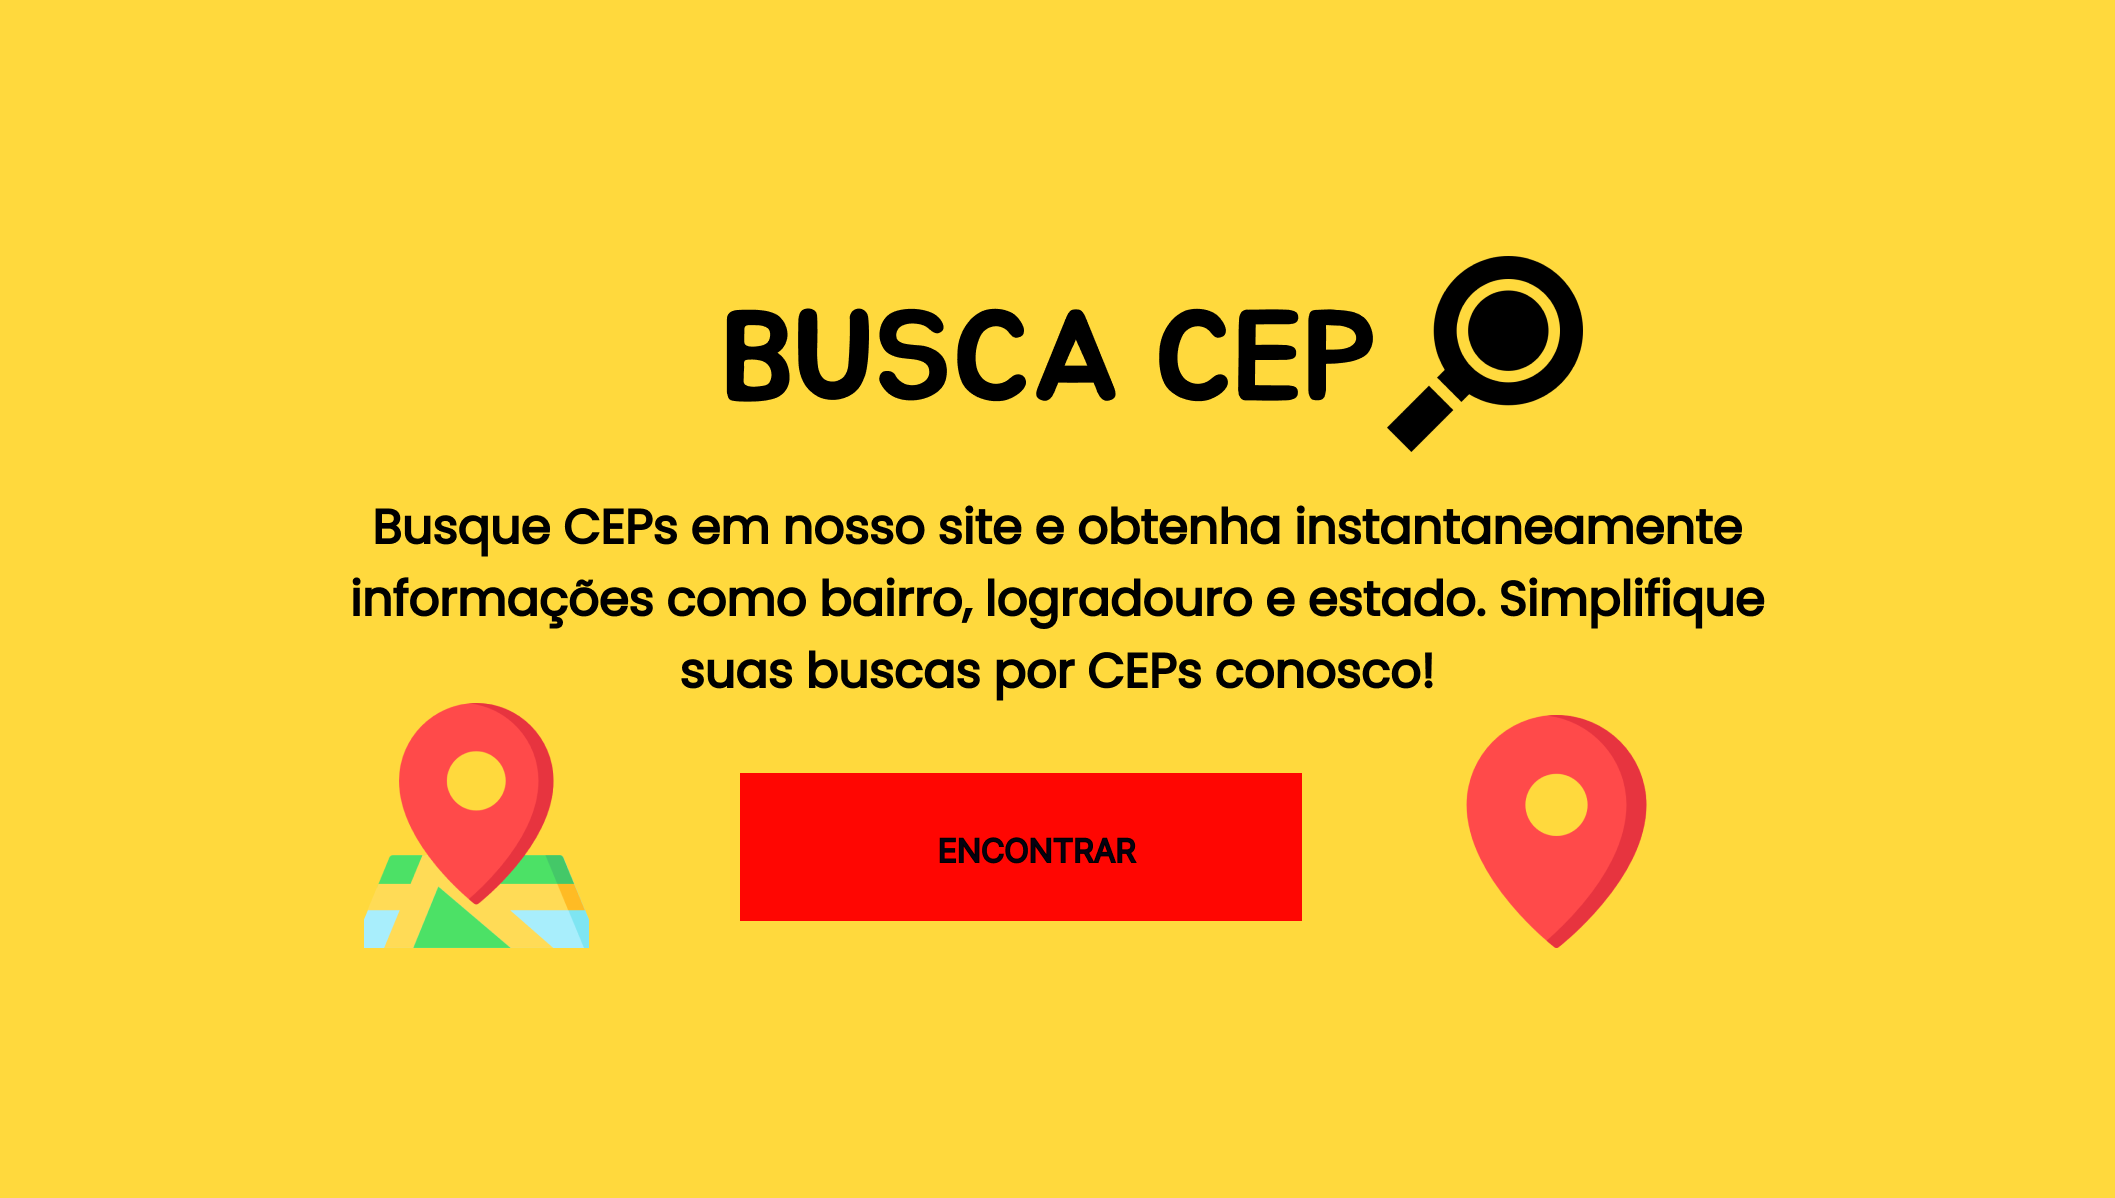 BUSCA CEP
Busque CEPs em nosso site e obtenha instantaneamente
informações como bairro, logradouro e estado. Simplifique
suas buscas por CEPs conosco!
ENCONTRAR